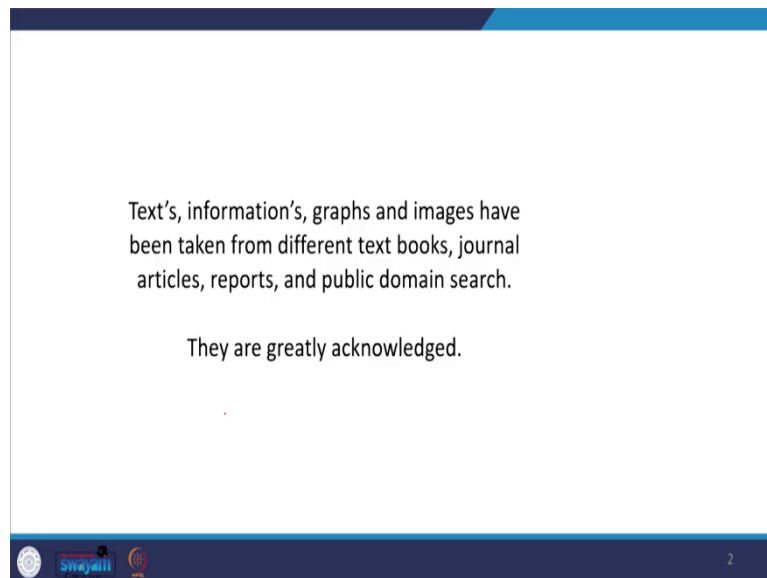 Text's, information's, graphs and images have
been taken from different text books, journal
articles, reports, and public domain search.
They are greatly acknowledged.
swayam
2